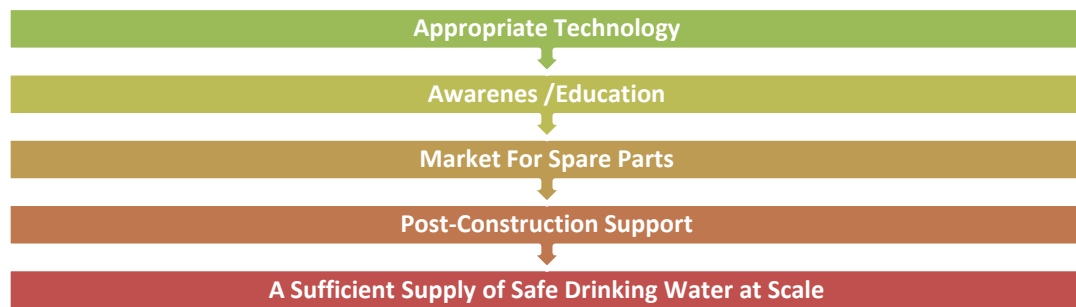 Appropriate Technology
Awarenes /Education
Market For Spare Parts
Post-Construction Support
A Sufficient Supply of Safe Drinking Water at Scale